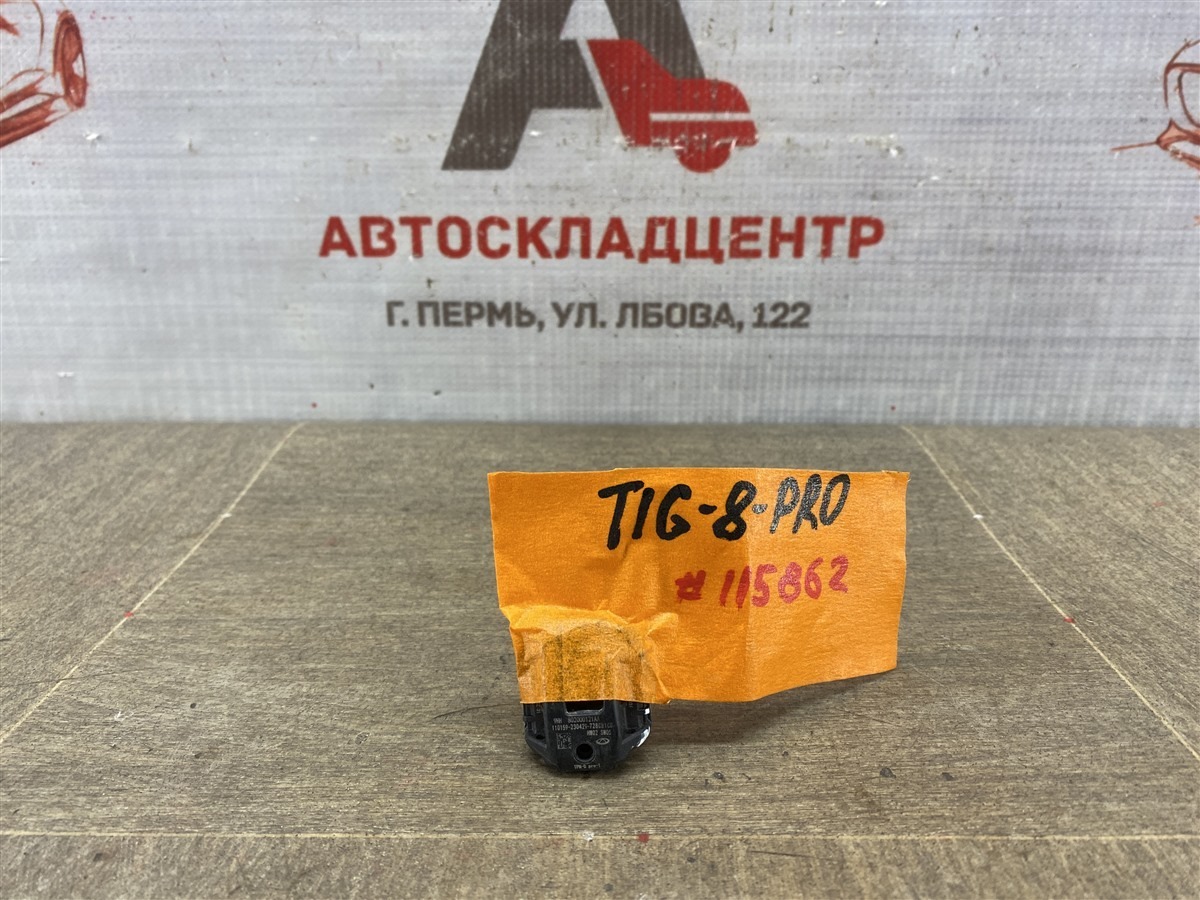 АВТОСКЛАДЦЕНТР
Г. ПЕРМЬ, УЛ. ЛБОВА, 122
TIG-8-PRO
# 115862